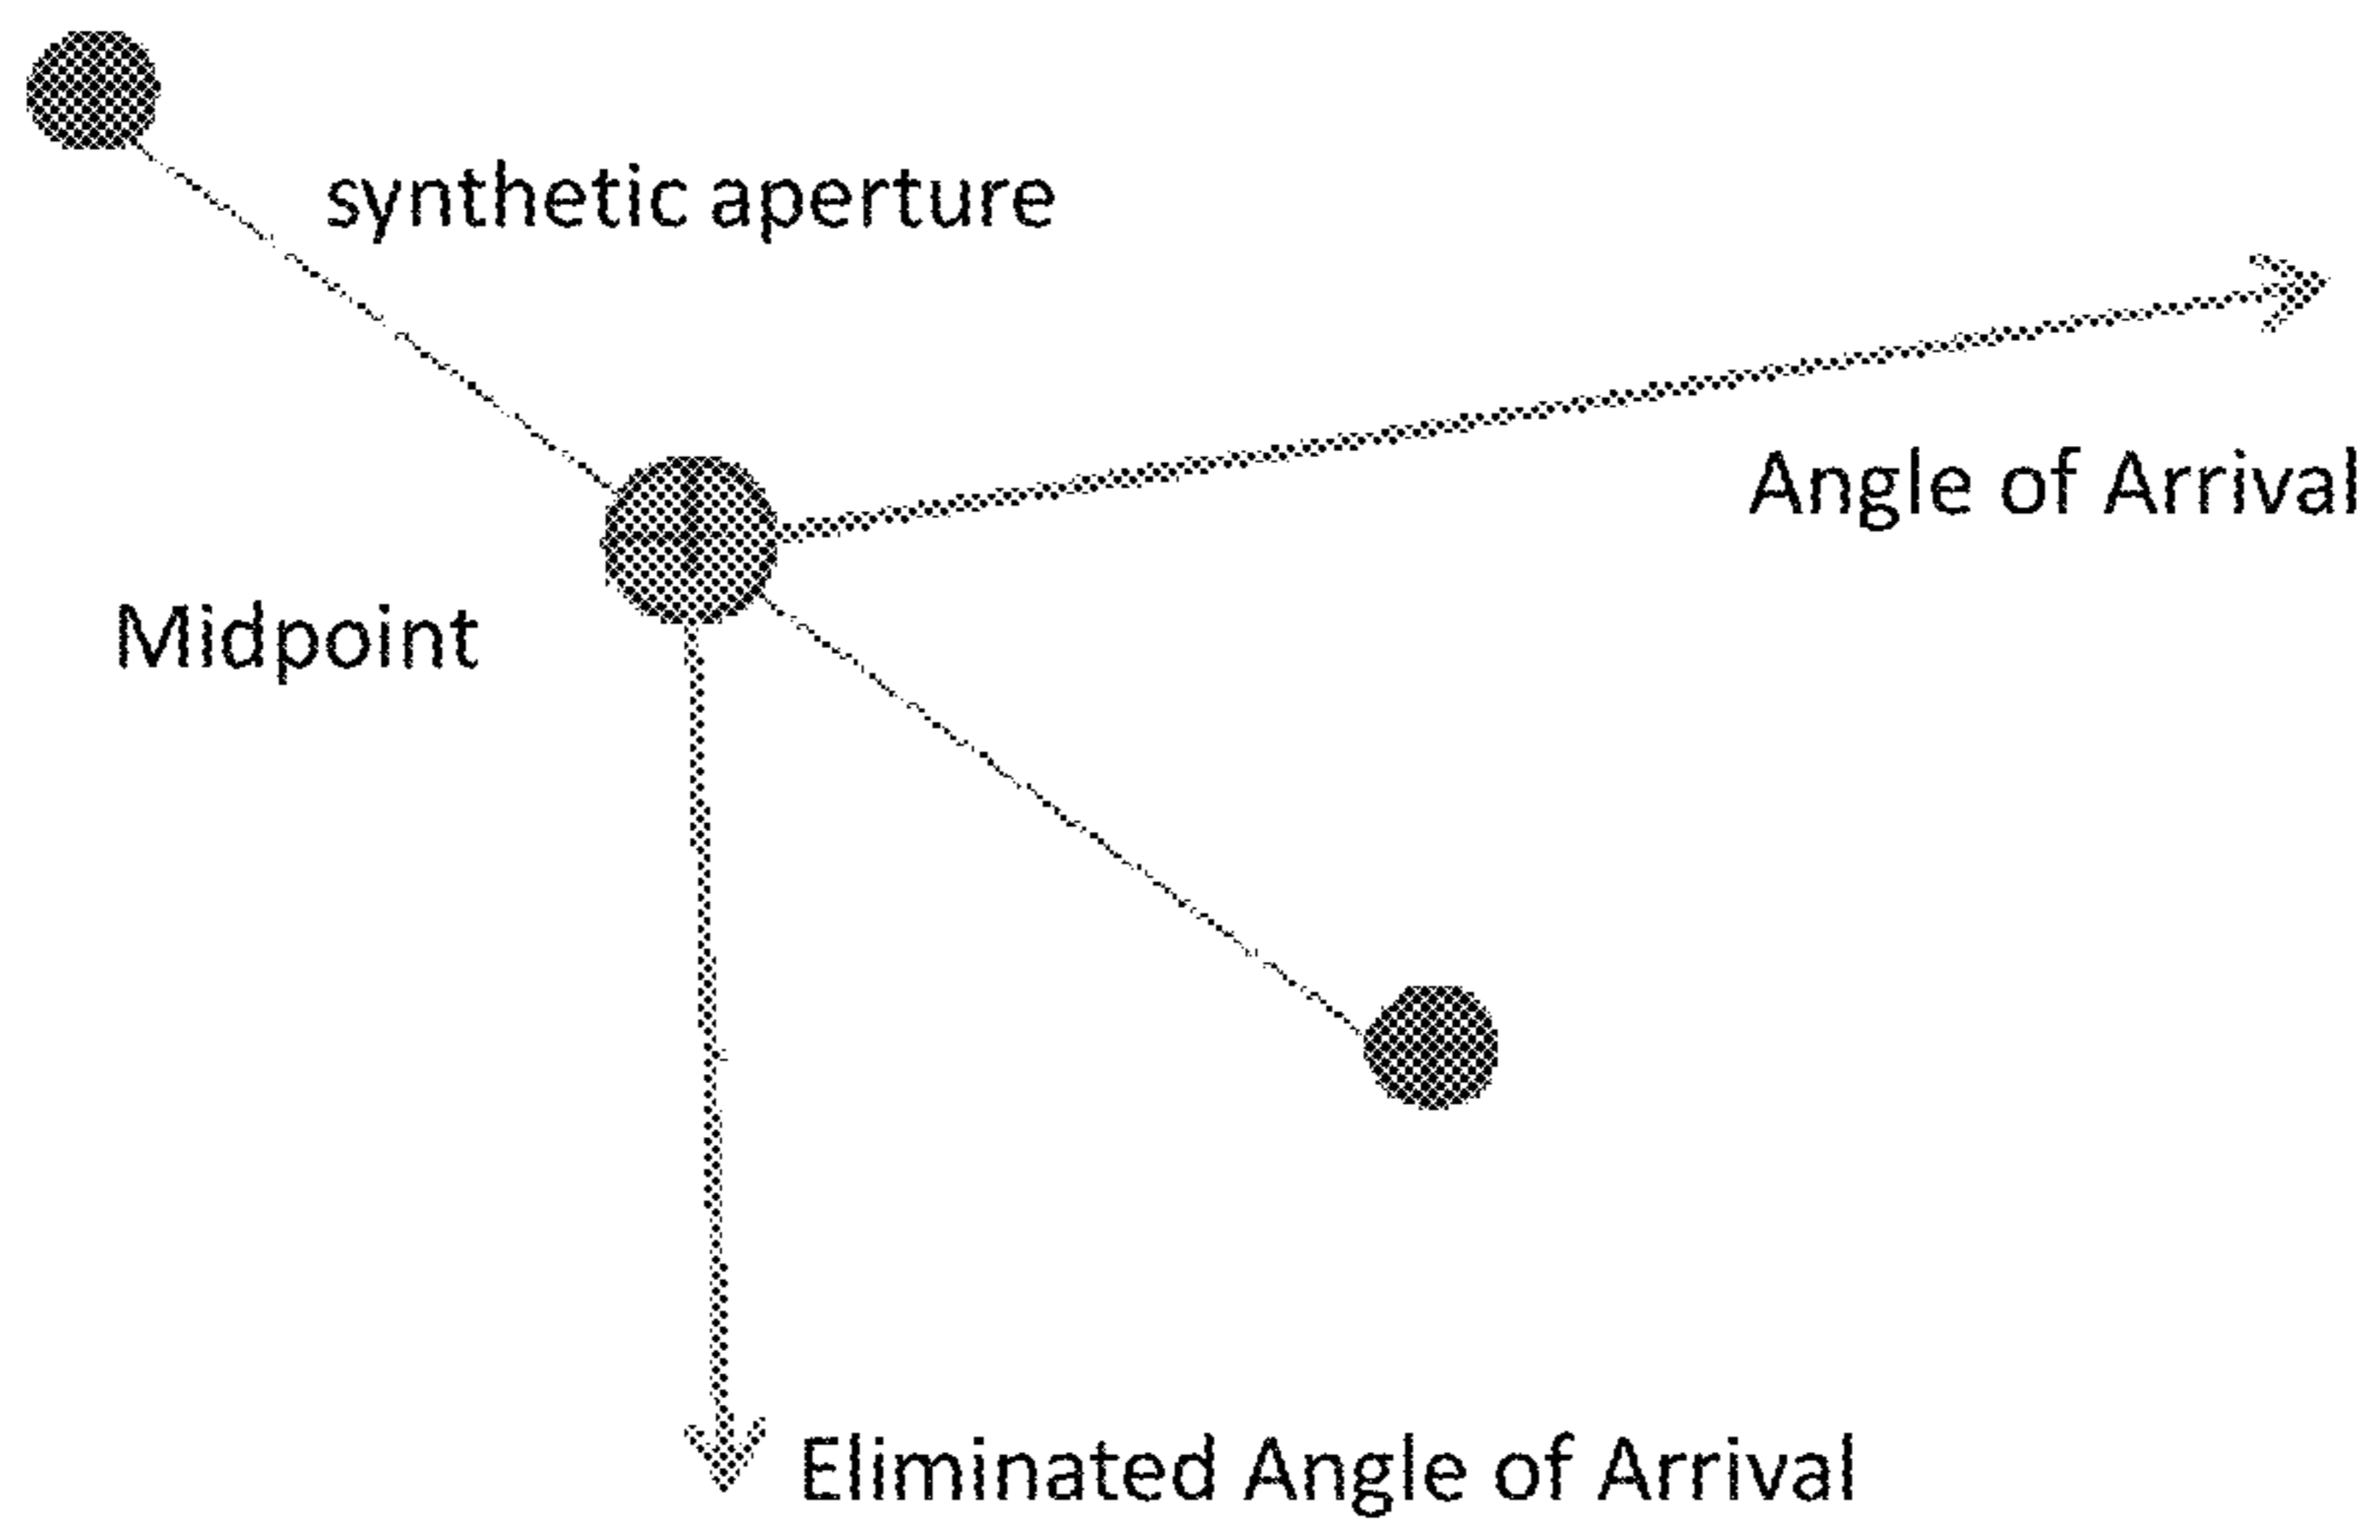 synthetic aperture
Angle of Arrival
Midpoint
Eliminated Angle of Arrival